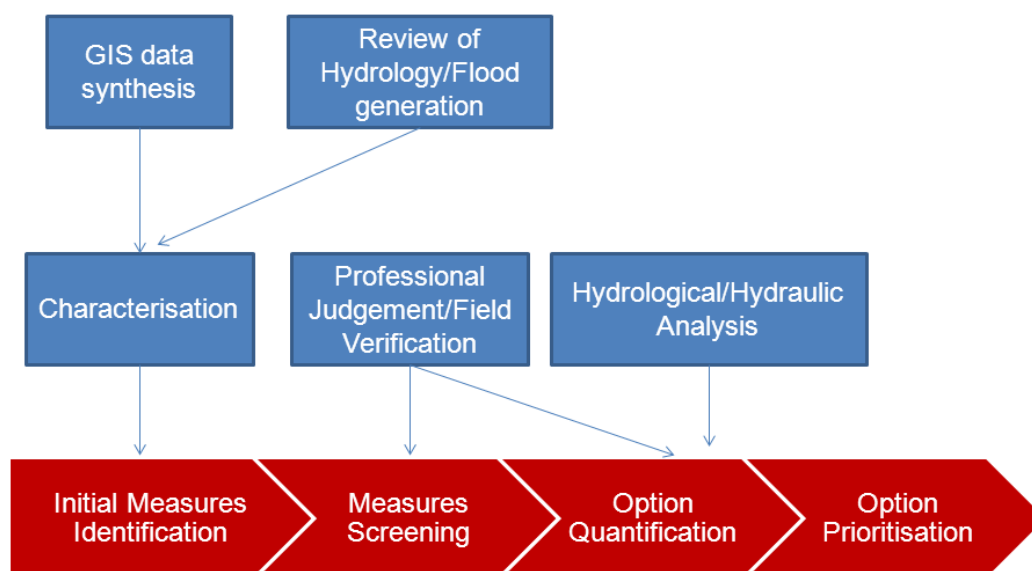 GIS data
synthesis
Review of
Hydrology/Flood
generation
Characterisation
Professional
Judgement/Field
Verification
Hydrological/Hydraulic
Analysis
Initial Measures
Identification
Measures
Screening
Option
Quantification
Option
Prioritisation